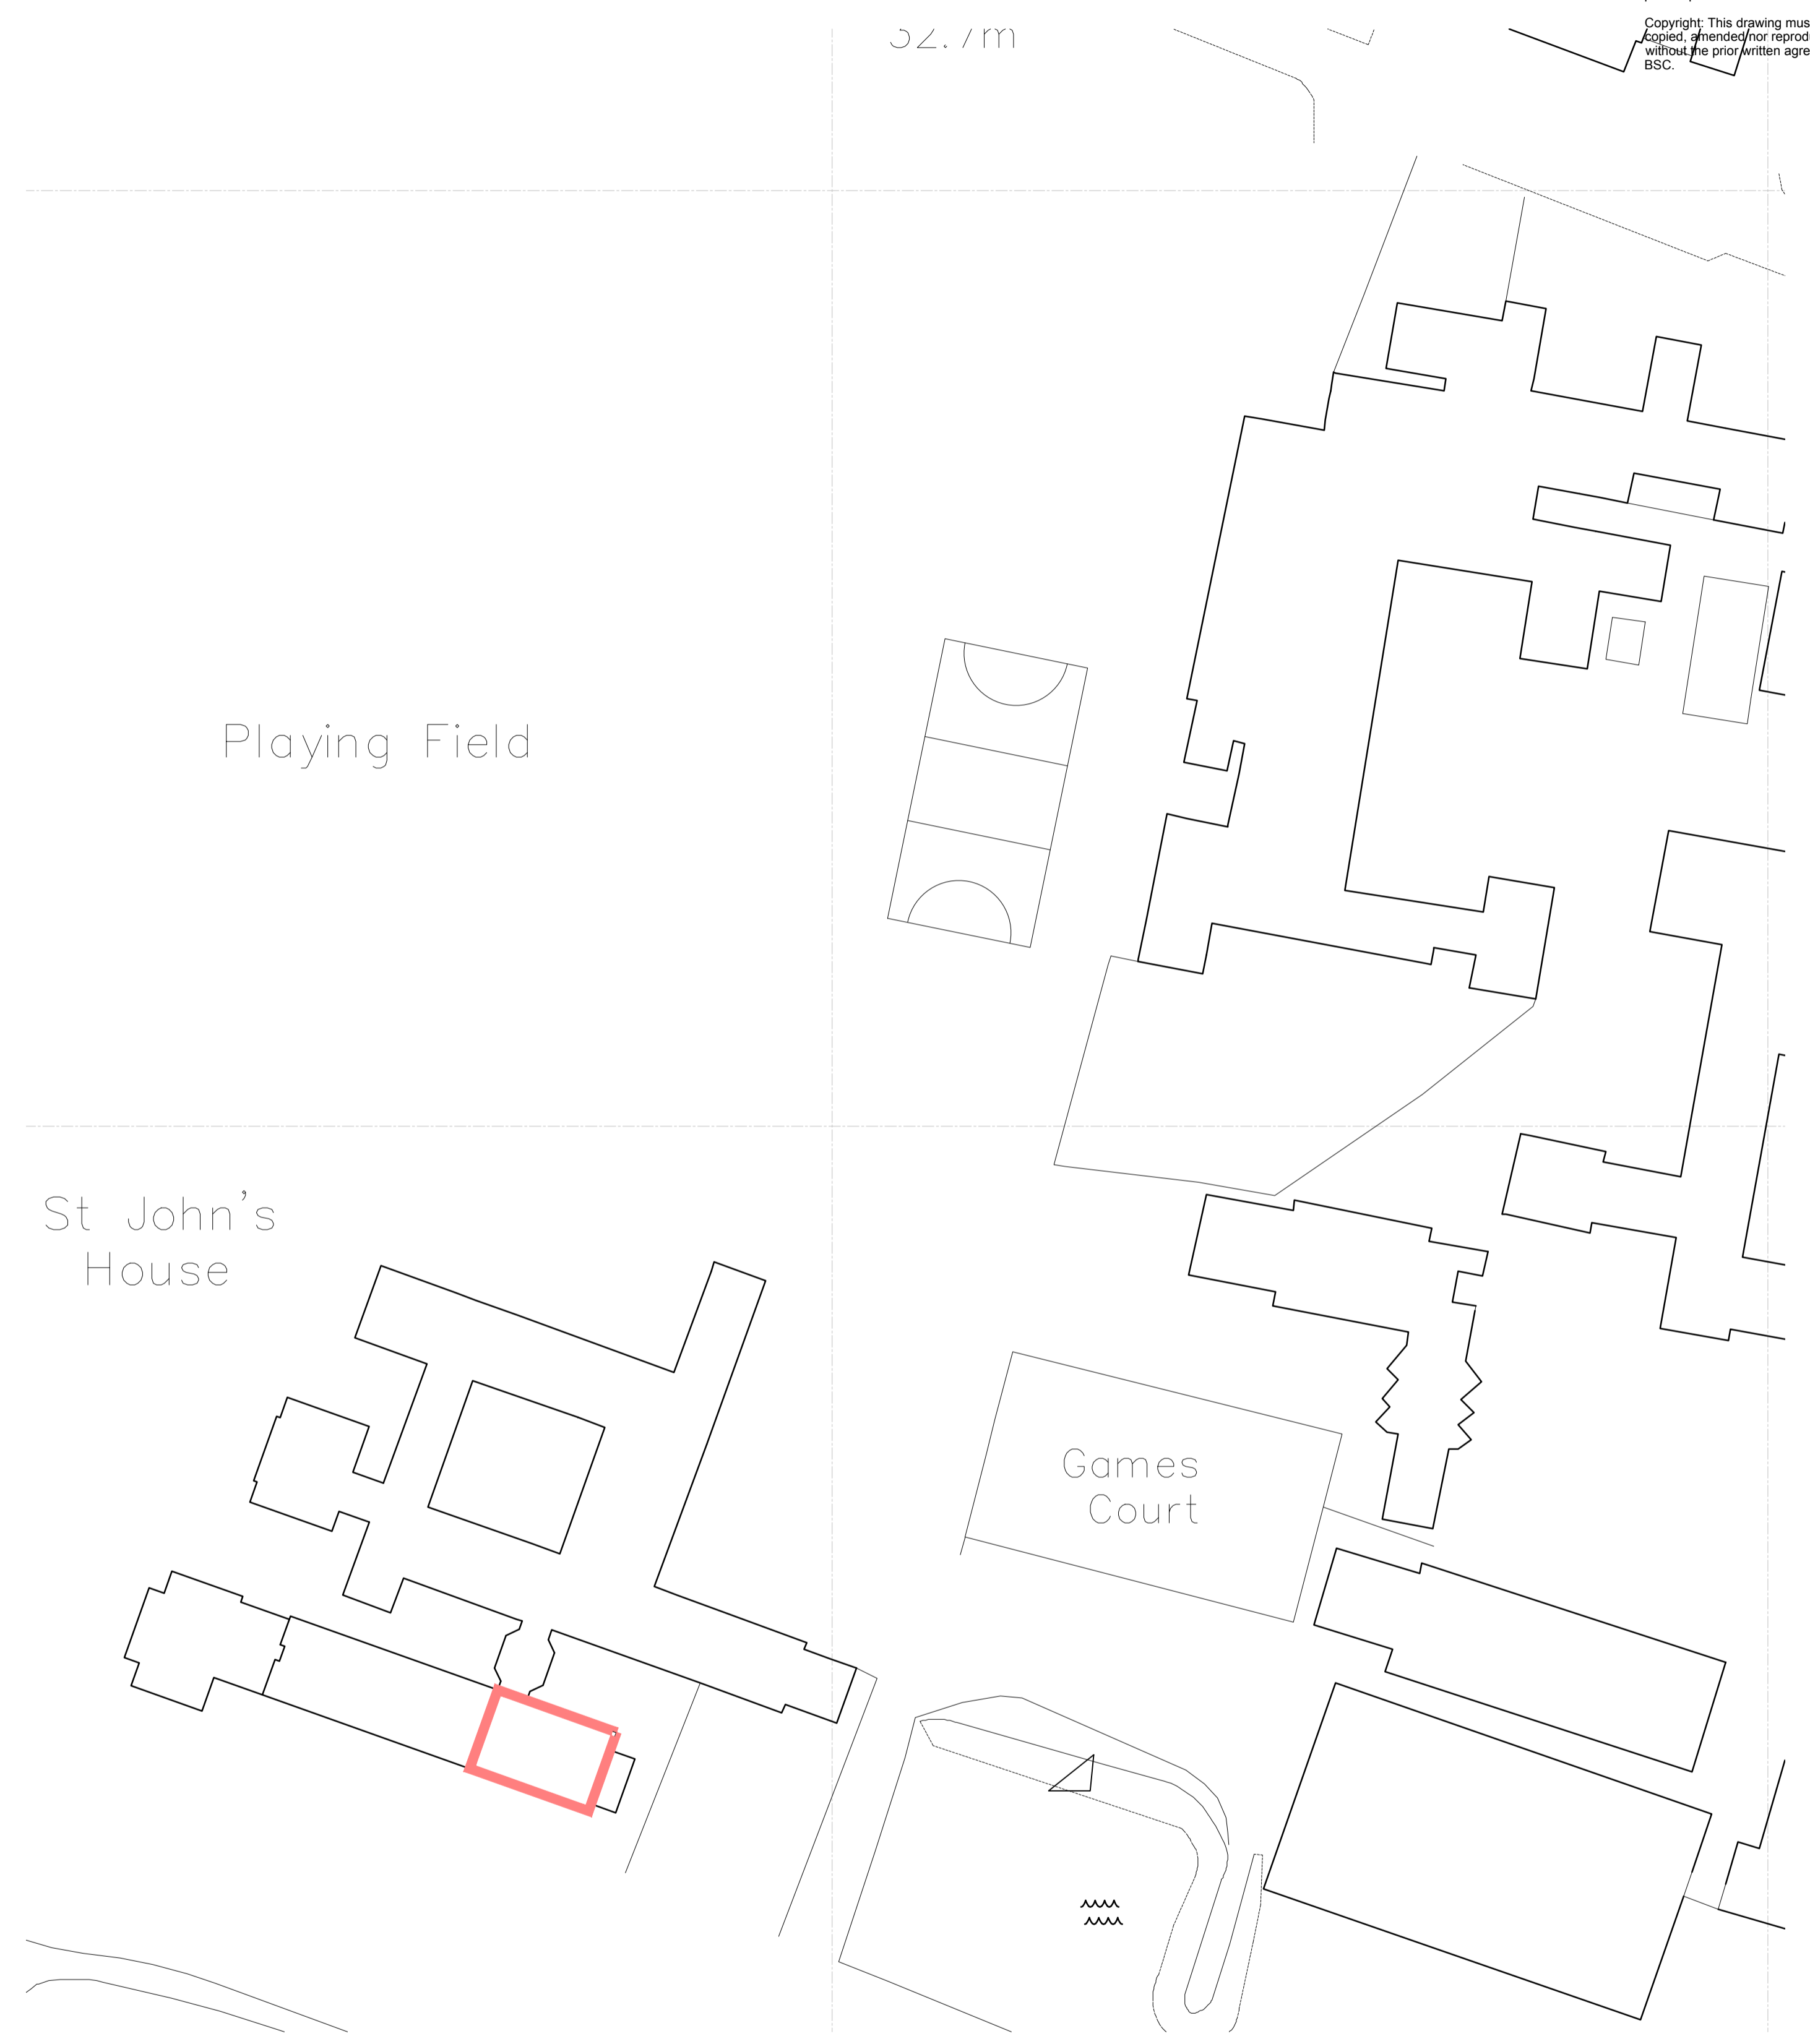 Copyright: This drawing mus
copied, amended nor reprod
without the prior written agre
BSC.
Playing Field
St John's
House
Games
Court